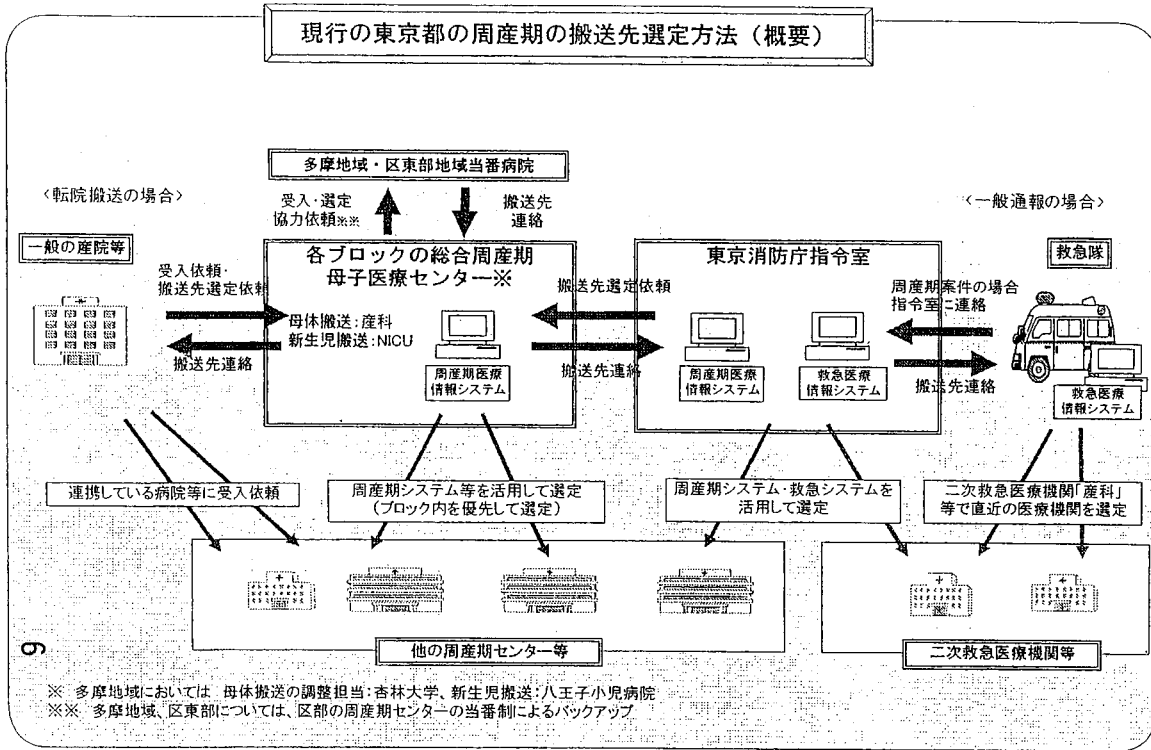 現行の東京都の周産期の搬送先選定方法（概要）
多摩地域・区東部地域当番病院
〈転院搬送の場合〉
受入・選定
協力依頼※※
搬送先
連絡
〈一般通報の場合〉
一般の産院等
各ブロックの総合周産期
母子医療センター※
東京消防庁指令室
救急隊
受入依頼・
搬送先選定依頼
搬送先選定依頼
周産期案件の場合
指令室に連絡
母体搬送：産科
新生児搬送：NICU
搬送先連絡
搬送先連絡
搬送先連絡
周産期医療
情報システム
周産期医療
情報システム
救急医療
情報システム
救急医療
情報システム
連携している病院等に受入依頼
周産期システム等を活用して選定
（ブロック内を優先して選定）
周産期システム・救急システムを
活用して選定
二次救急医療機関「産科」
等で直近の医療機関を選定
他の周産期センター等
二次救急医療機関等
9
※ 多摩地域においては 母体搬送の調整担当：杏林大学、新生児搬送：八王子小児病院
※※ 多摩地域、区東部については、区部の周産期センターの当番制によるバックアップ